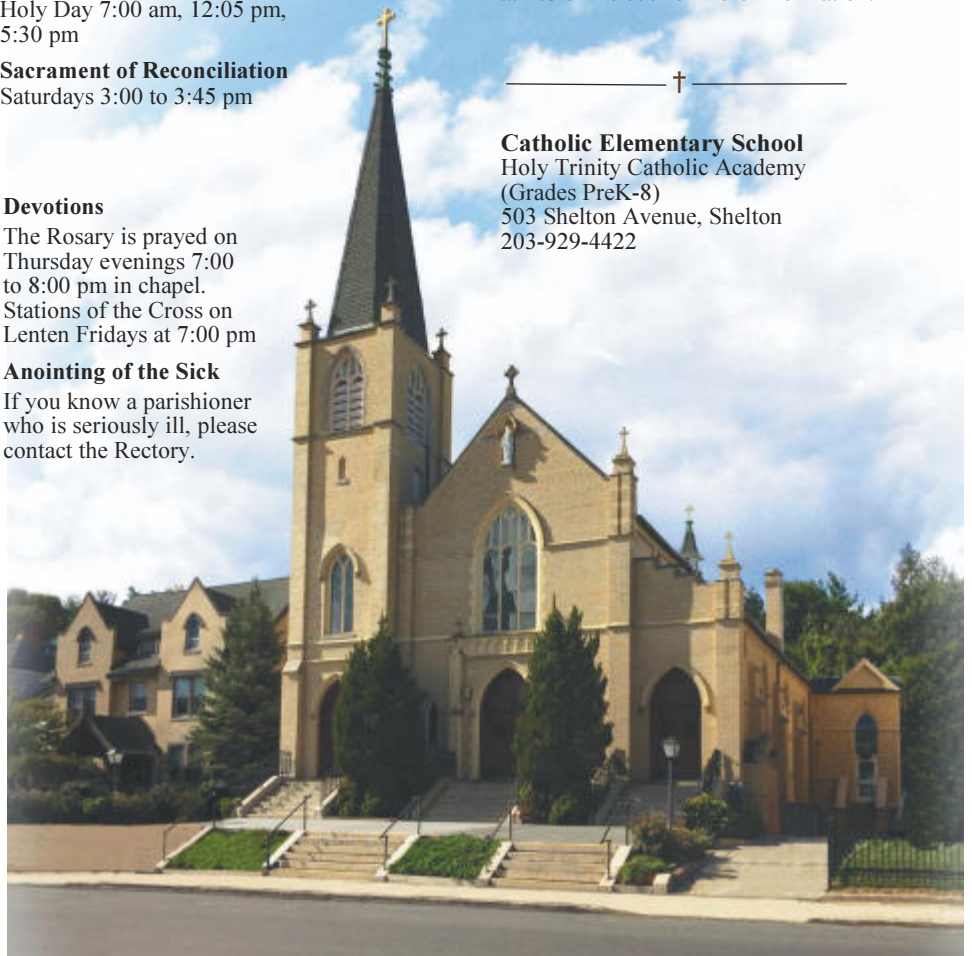 Holy Day 7:00 am, 12:05 pm,
5:30 pm
Sacrament of Reconciliation
Saturdays 3:00 to 3:45 pm
Devotions
The Rosary is prayed on
Thursday evenings 7:00
to 8:00 pm in chapel.
Stations of the Cross on
Lenten Fridays at 7:00 pm
Anointing of the Sick
If you know a parishioner
who is seriously ill, please
contact the Rectory.
Catholic Elementary School
Holy Trinity Catholic Academy
(Grades PreK-8)
503 Shelton Avenue, Shelton
203-929-4422